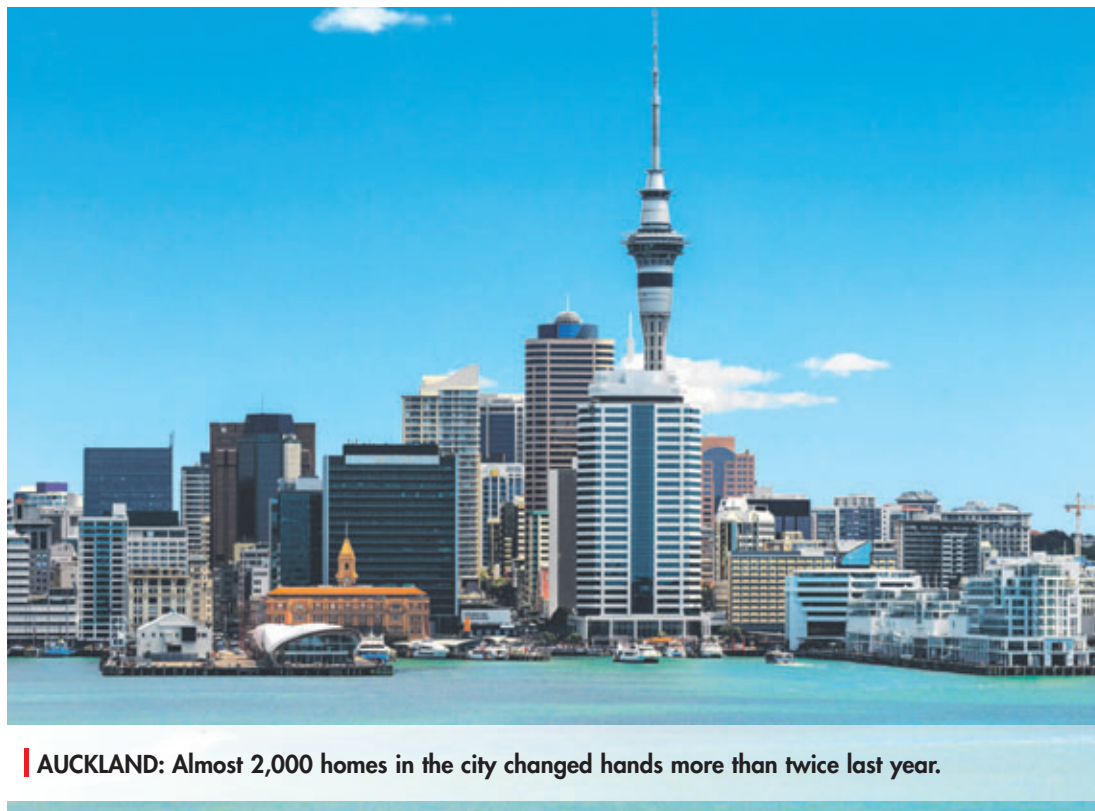 AUCKLAND: Almost 2,000 homes in the city changed hands more than twice last year.